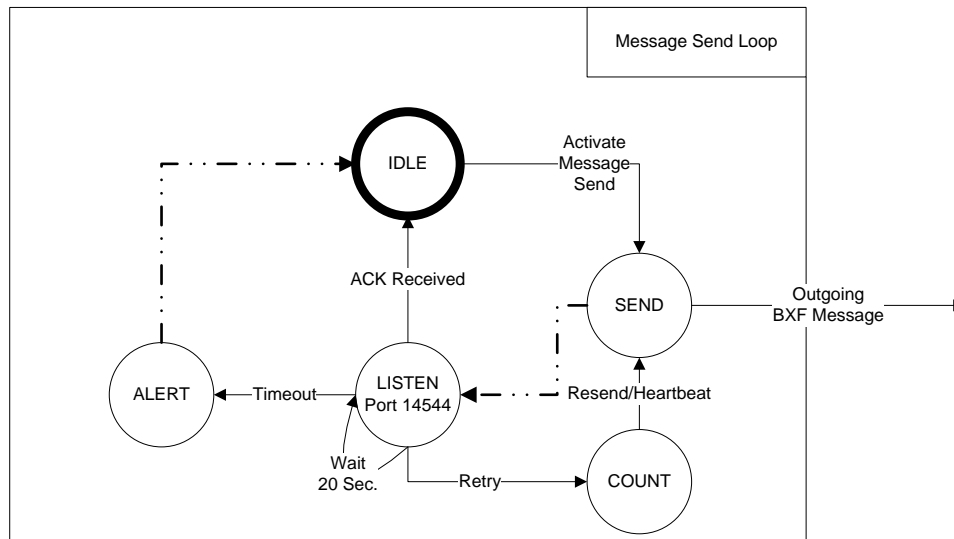 Message Send Loop
IDLE
Activate
Message
Send
ACK Received
SEND
Outgoing
BXF Message
ALERT
Timeout
LISTEN
Port 14544
Resend/Heartbeat
Wait
20 Sec.
Retry
COUNT